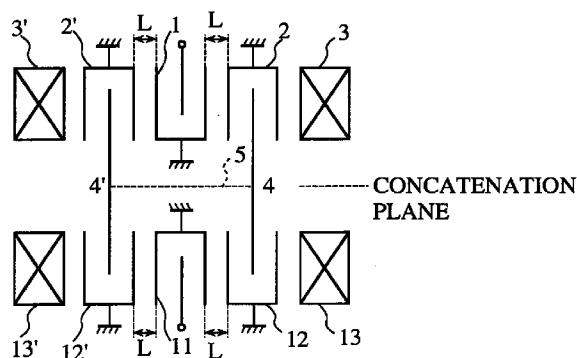 L L
3' 2' 1 2 3
5
4' 4 CONCATENATION
PLANE
13' 12' L 11 L 12 13